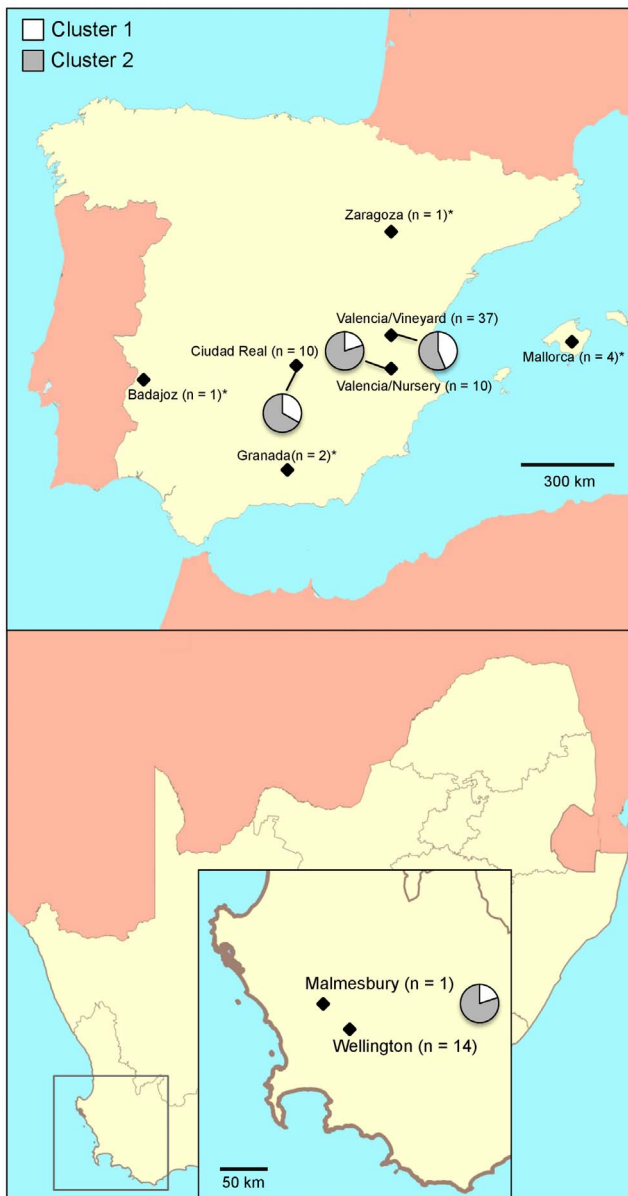 Cluster 1
Cluster 2
Zaragoza (n = 1)*
Valencia/Vineyard (n = 37)
Ciudad Real (n = 10)
Mallorca (n = 4)*
Badajoz (n = 1)*
Valencia/Nursery (n = 10)
Granada(n = 2)*
300 km
Malmesbury (n = 1)
Wellington (n = 14)
50 km